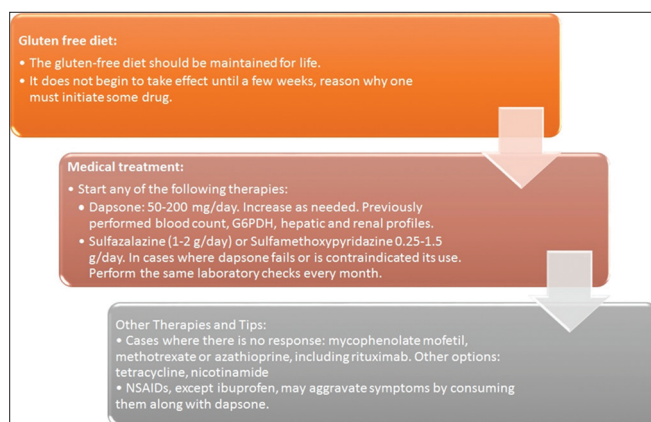 Gluten free diet:
• The gluten-free diet should be maintained for life.
• It does not begin to take effect until a few weeks, reason why one
must initiate some drug.
Medical treatment:
• Start any of the following therapies:
• Dapsone: 50-200 mg/day. Increase as needed. Previously
performed blood count, G6PDH, hepatic and renal profiles.
• Sulfazalazine (1-2 g/day) or Sulfamethoxypyridazine 0.25-1.5
g/day. In cases where dapsone fails or is contraindicated its use.
Perform the same laboratory checks every month.
Other Therapies and Tips:
• Cases where there is no response: mycophenolate mofetil,
methotrexate or azathioprine, including rituximab. Other options:
tetracycline, nicotinamide
• NSAIDs, except ibuprofen, may aggravate symptoms by consuming
them along with dapsone.